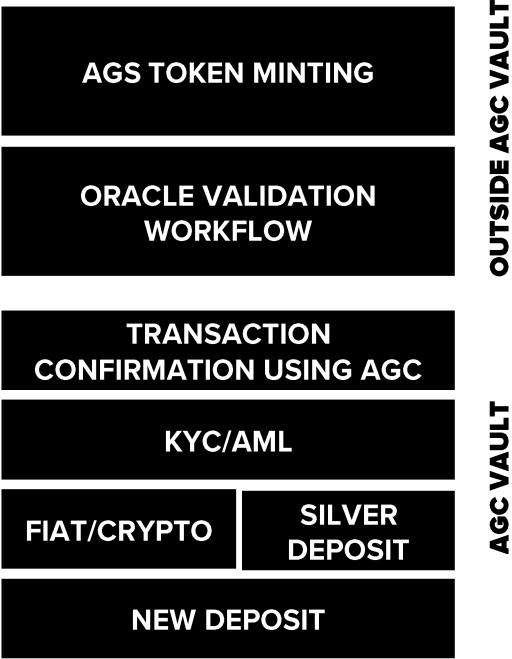 AGS TOKEN MINTING
ORACLE VALIDATION
WORKFLOW
OUTSIDE AGC VAULT
TRANSACTION
CONFIRMATION USING AGC
KYC/AML
FIAT/CRYPTO
SILVER
DEPOSIT
NEW DEPOSIT
AGC VAULT